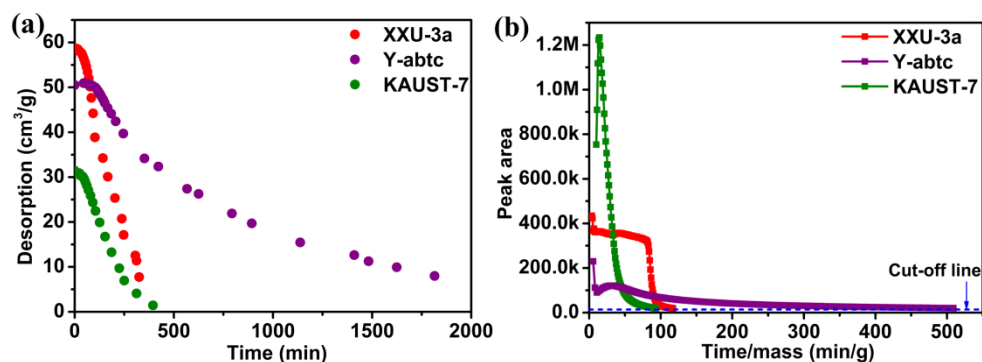 (a)
XXU-3a
Y-abtc
KAUST-7
Desorption (cm³/g)
60
50
40
30
20
10
0
0 500 1000 1500 2000
Time (min)
(b)
XXU-3a
Y-abtc
KAUST-7
Peak area
1.2M
1.0M
800.0k
600.0k
400.0k
200.0k
0.0
Cut-off line
0 100 200 300 400 500
Time/mass (min/g)